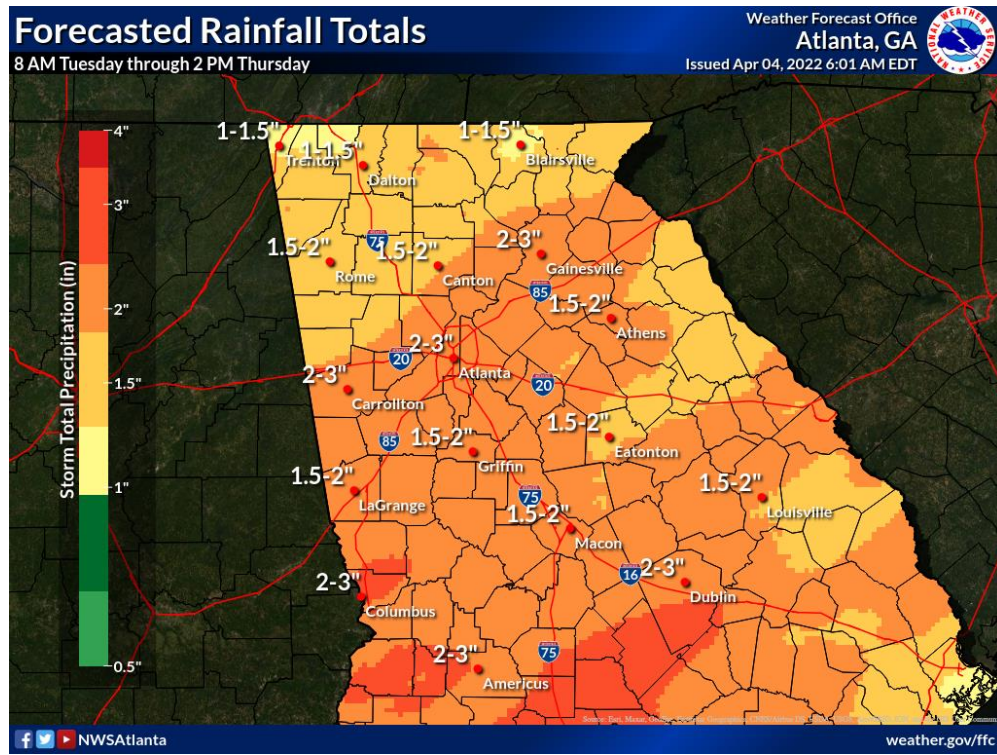 Forecasted Rainfall Totals
8 AM Tuesday through 2 PM Thursday
Weather Forecast Office
Atlanta, GA
Issued Apr 04, 2022 6:01 AM EDT
NATIONAL WEATHER SERVICE
Storm Total Precipitation (in)
4"
3"
2"
1.5"
1"
0.5"
1-1.5"
Trenton
1-1.5"
Dalton
1-1.5"
Blairsville
1.5-2"
Rome
75
1.5-2"
Canton
2-3"
Gainesville
85
1.5-2"
Athens
20
2-3"
Atlanta
20
2-3"
Carrollton
85
1.5-2"
Griffin
1.5-2"
Eatonton
1.5-2"
LaGrange
75
1.5-2"
Macon
1.5-2"
Louisville
16
2-3"
Dublin
2-3"
Columbus
75
2-3"
Americus
NWSAtlanta
weather.gov/ffc